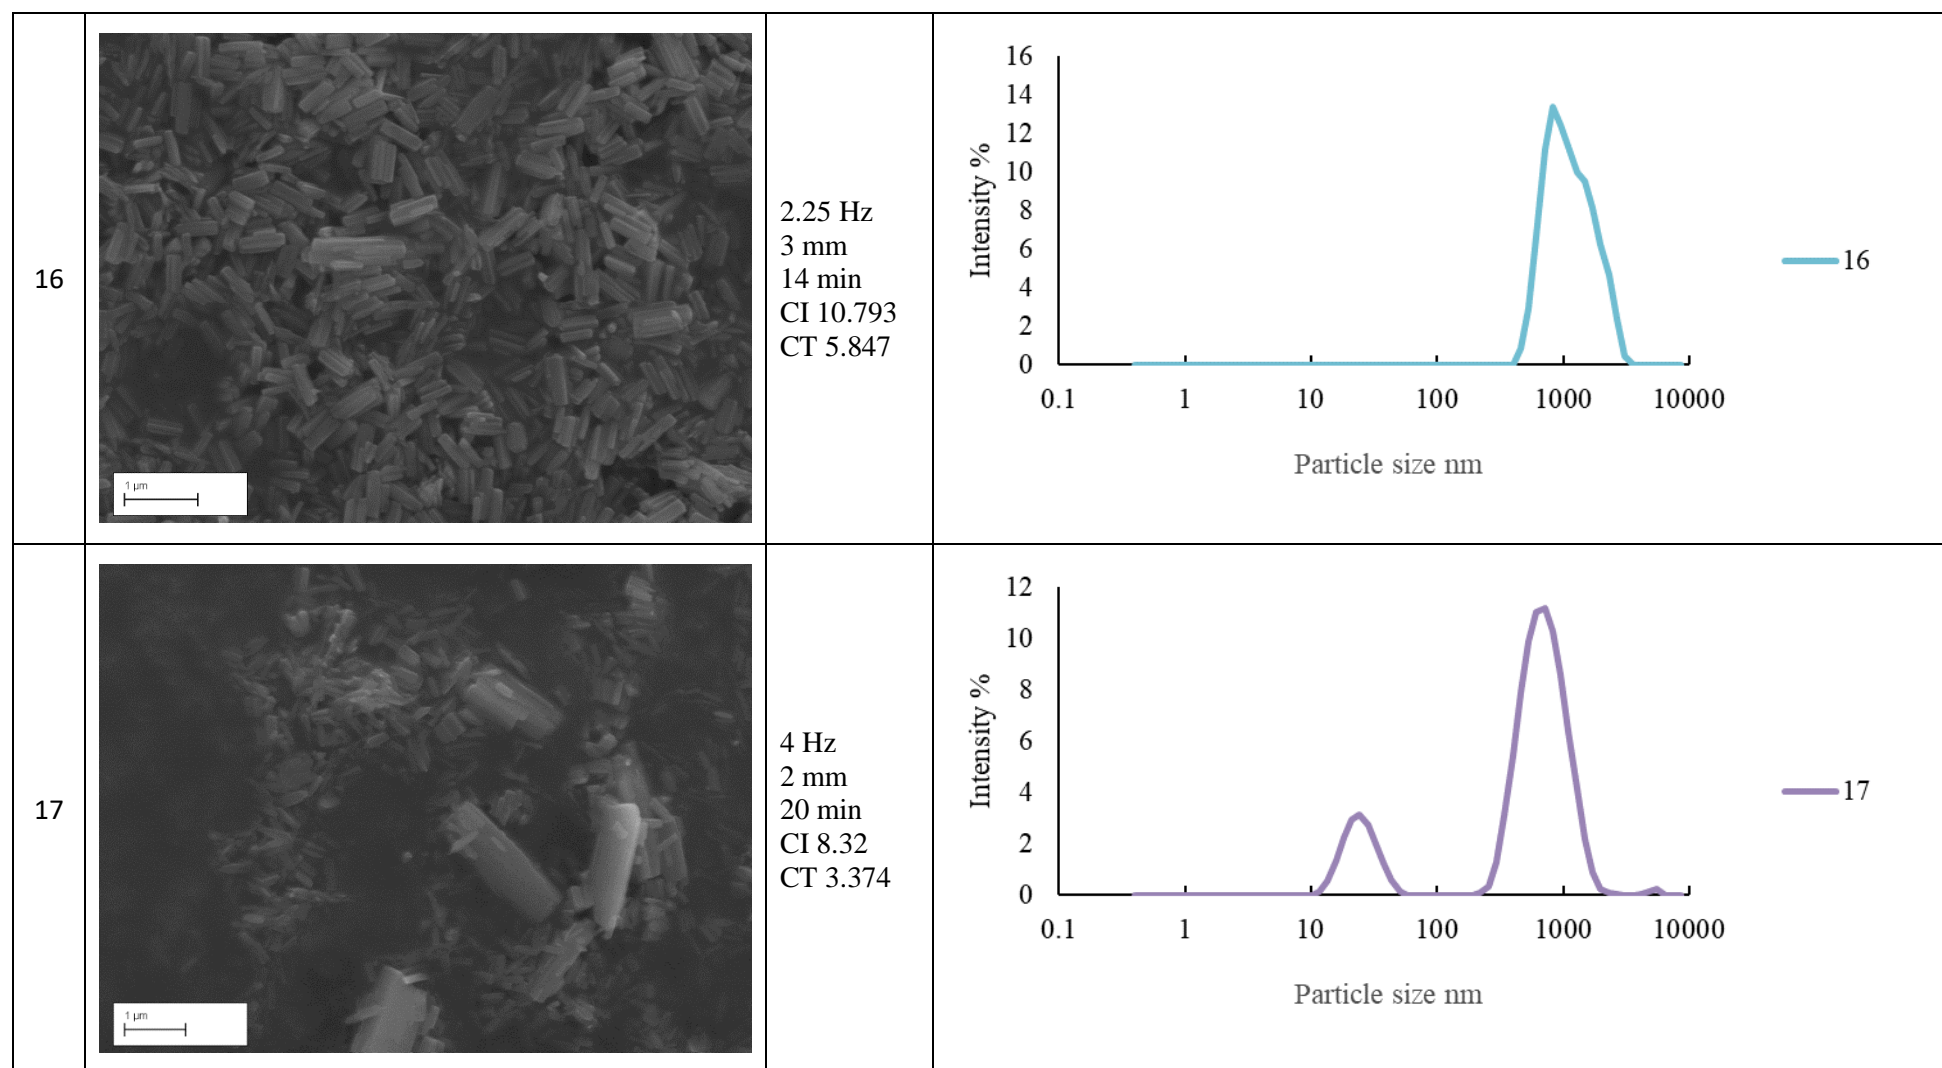 16
1 μm
2.25 Hz
3 mm
14 min
CI 10.793
CT 5.847
16
14
12
10
8
6
4
2
0
Intensity %
0.1 1 10 100 1000 10000
Particle size nm
16
17
1 μm
4 Hz
2 mm
20 min
CI 8.32
CT 3.374
12
10
8
6
4
2
0
Intensity %
0.1 1 10 100 1000 10000
Particle size nm
17